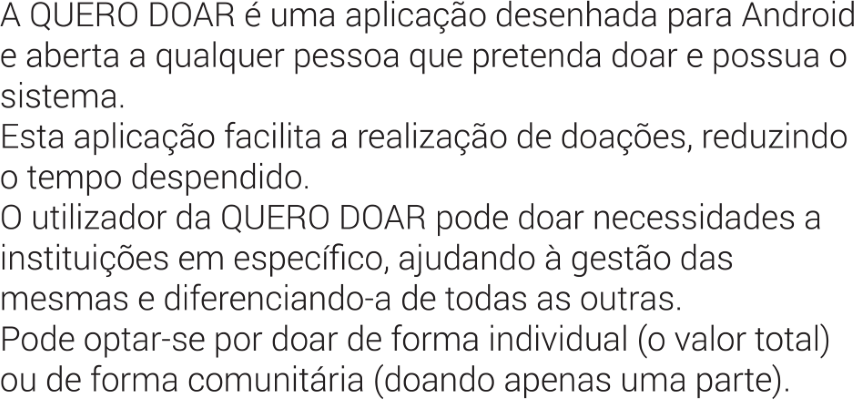 A QUERO DOAR é uma aplicação desenhada para Android
e aberta a qualquer pessoa que pretenda doar e possua o
sistema.
Esta aplicação facilita a realização de doações, reduzindo
o tempo despendido.
O utilizador da QUERO DOAR pode doar necessidades a
instituições em específico, ajudando à gestão das
mesmas e diferenciando-a de todas as outras.
Pode optar-se por doar de forma individual (o valor total)
ou de forma comunitária (doando apenas uma parte).